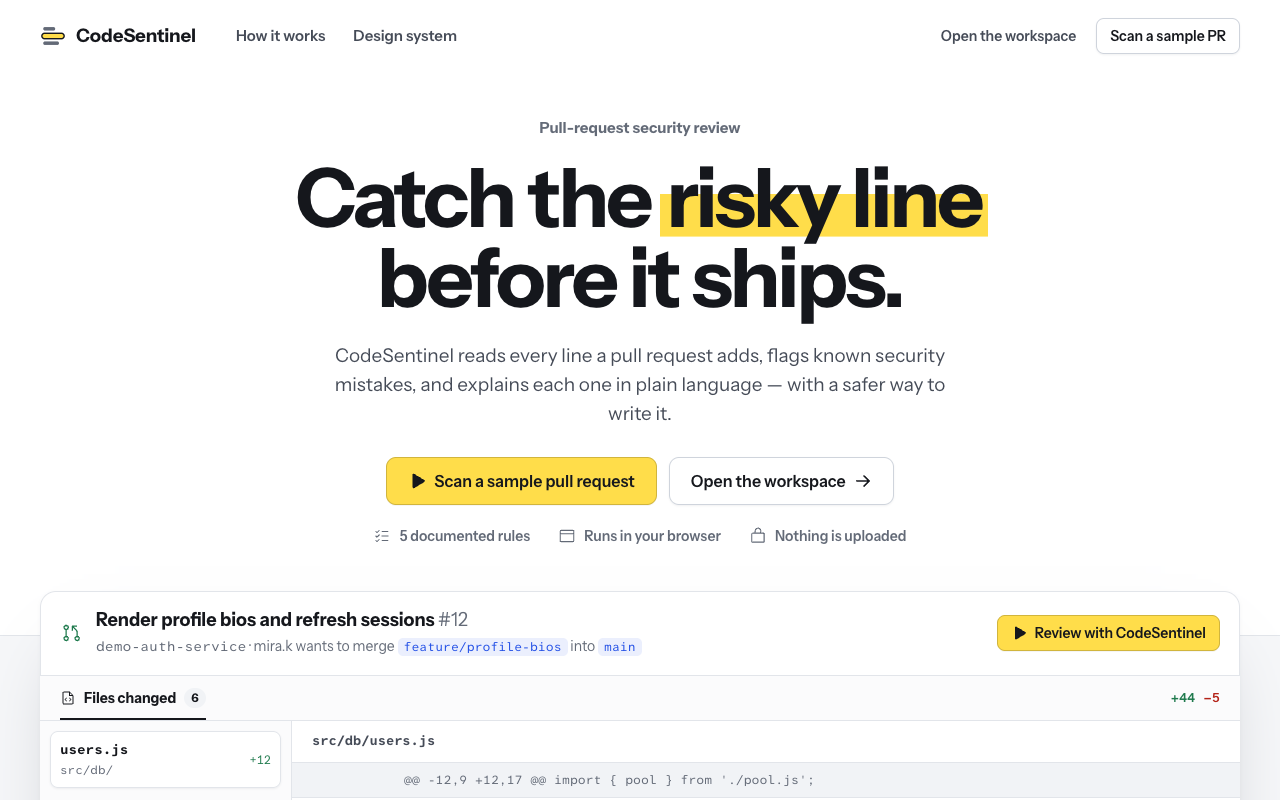 CodeSentinel
How it works
Design system
Open the workspace
Scan a sample PR
Pull-request security review
Catch the risky line
before it ships.
CodeSentinel reads every line a pull request adds, flags known security
mistakes, and explains each one in plain language — with a safer way to
write it.
Scan a sample pull request
Open the workspace
5 documented rules
Runs in your browser
Nothing is uploaded
Render profile bios and refresh sessions #12
demo-auth-service·mira.k wants to merge feature/profile-bios into main
Review with CodeSentinel
Files changed 6
+44 −5
users.js
src/db/
+12
src/db/users.js
@@ -12,9 +12,17 @@ import { pool } from './pool.js';